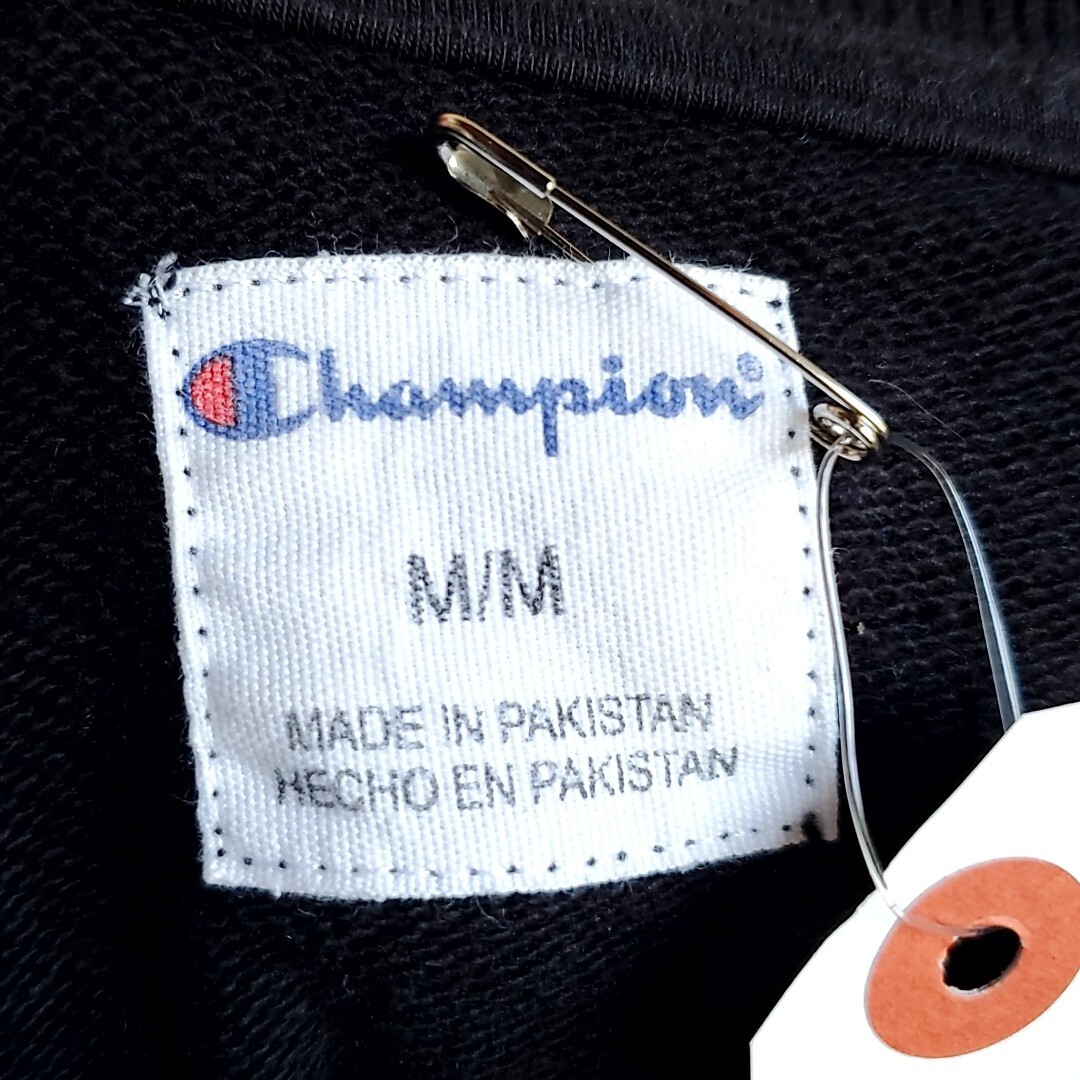 Champion®
M/M
MADE IN PAKISTAN
HECHO EN PAKISTAN